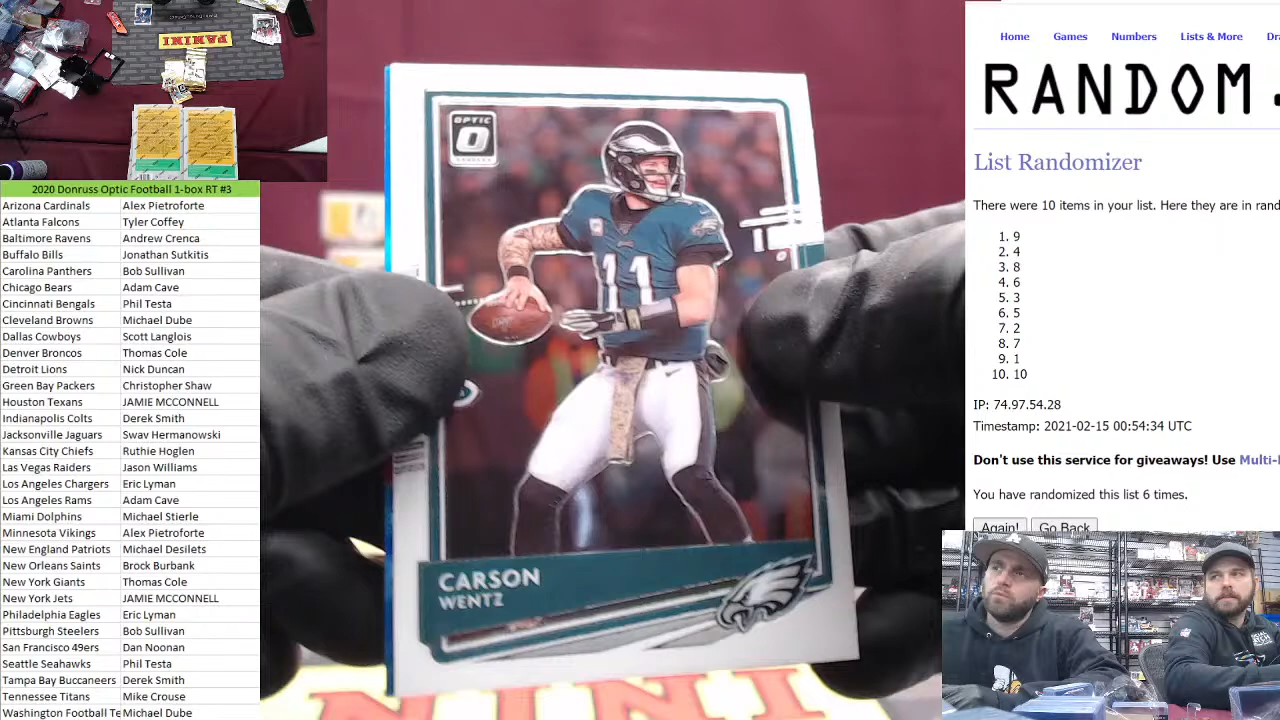 PANINI
2020 Donruss Optic Football 1-box RT #3
Arizona Cardinals Alex Pietroforte
Atlanta Falcons Tyler Coffey
Baltimore Ravens Andrew Crenca
Buffalo Bills Jonathan Sutkitis
Carolina Panthers Bob Sullivan
Chicago Bears Adam Cave
Cincinnati Bengals Phil Testa
Cleveland Browns Michael Dube
Dallas Cowboys Scott Langlois
Denver Broncos Thomas Cole
Detroit Lions Nick Duncan
Green Bay Packers Christopher Shaw
Houston Texans JAMIE MCCONNELL
Indianapolis Colts Derek Smith
Jacksonville Jaguars Swav Hermanowski
Kansas City Chiefs Ruthie Hoglen
Las Vegas Raiders Jason Williams
Los Angeles Chargers Eric Lyman
Los Angeles Rams Adam Cave
Miami Dolphins Michael Stierle
Minnesota Vikings Alex Pietroforte
New England Patriots Michael Desilets
New Orleans Saints Brock Burbank
New York Giants Thomas Cole
New York Jets JAMIE MCCONNELL
Philadelphia Eagles Eric Lyman
Pittsburgh Steelers Bob Sullivan
San Francisco 49ers Dan Noonan
Seattle Seahawks Phil Testa
Tampa Bay Buccaneers Derek Smith
Tennessee Titans Mike Crouse
Washington Football Te Michael Dube
OPTIC
11
CARSON
WENTZ
Home Games Numbers Lists & More Dra
RANDOM.
List Randomizer
There were 10 items in your list. Here they are in rand
1. 9
2. 4
3. 8
4. 6
5. 3
6. 5
7. 2
8. 7
9. 1
10. 10
IP: 74.97.54.28
Timestamp: 2021-02-15 00:54:34 UTC
Don't use this service for giveaways! Use Multi-
You have randomized this list 6 times.
Again! Go Back